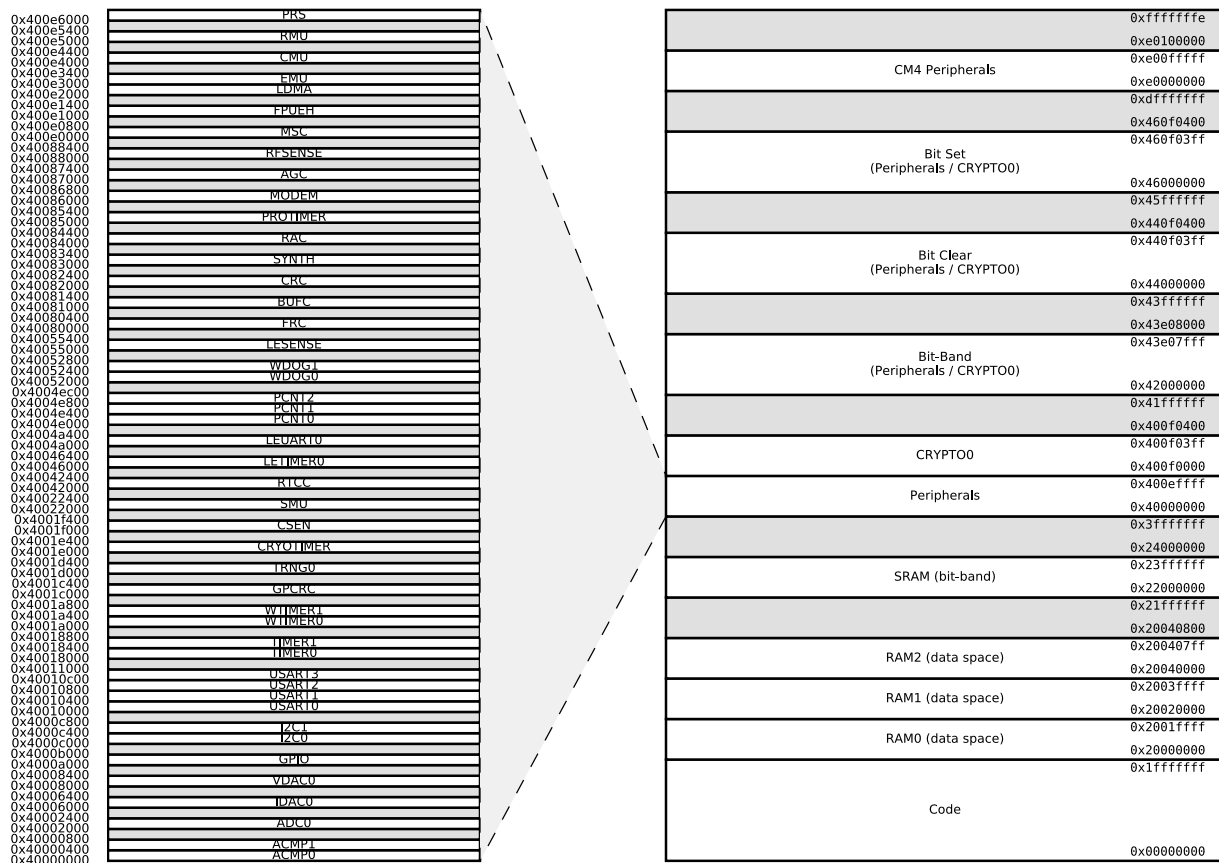 0x400e6000
PRS
0x400e5400
0x400e5000
RMU
0x400e4400
0x400e4000
CMU
0x400e3400
0x400e3000
EMU
0x400e2000
LDMA
0x400e1400
0x400e1000
FPUEH
0x400e0800
0x400e0000
MSC
0x40088400
0x40088000
RFSENSE
0x40087400
0x40087000
AGC
0x40086800
0x40086000
MODEM
0x40085400
0x40085000
PROTIMER
0x40084400
0x40084000
RAC
0x40083400
0x40083000
SYNTH
0x40082400
0x40082000
CRC
0x40081400
0x40081000
BUFC
0x40080400
0x40080000
FRC
0x40055400
0x40055000
LESENSE
0x40052800
0x40052400
WDOG1
0x40052000
WDOG0
0x4004ec00
0x4004e800
PCNT2
0x4004e400
PCNT1
0x4004e000
PCNT0
0x4004a400
0x4004a000
LEUART0
0x40046400
0x40046000
LETIMER0
0x40042400
0x40042000
RTCC
0x40022400
0x40022000
SMU
0x4001f400
0x4001f000
CSEN
0x4001e400
0x4001e000
CRYOTIMER
0x4001d400
0x4001d000
TRNG0
0x4001c400
0x4001c000
GPCRC
0x4001a800
0x4001a400
WTIMER1
0x4001a000
WTIMER0
0x40018800
0x40018400
TIMER1
0x40018000
TIMER0
0x40011000
0x40010c00
USART3
0x40010800
USART2
0x40010400
USART1
0x40010000
USART0
0x4000c800
0x4000c400
I2C1
0x4000c000
I2C0
0x4000b000
0x4000a000
GPIO
0x40008400
0x40008000
VDAC0
0x40006400
0x40006000
IDAC0
0x40002400
0x40002000
ADC0
0x40000800
0x40000400
ACMP1
0x40000000
ACMP0
0xfffffffe
0xe0100000
0xe00fffff
CM4 Peripherals
0xe0000000
0xdfffffff
0x460f0400
0x460f03ff
Bit Set
(Peripherals / CRYPTO0)
0x46000000
0x45ffffff
0x440f0400
0x440f03ff
Bit Clear
(Peripherals / CRYPTO0)
0x44000000
0x43ffffff
0x43e08000
0x43e07fff
Bit-Band
(Peripherals / CRYPTO0)
0x42000000
0x41ffffff
0x400f0400
0x400f03ff
CRYPTO0
0x400f0000
0x400effff
Peripherals
0x40000000
0x3fffffff
0x24000000
0x23ffffff
SRAM (bit-band)
0x22000000
0x21ffffff
0x20040800
0x200407ff
RAM2 (data space)
0x20040000
0x2003ffff
RAM1 (data space)
0x20020000
0x2001ffff
RAM0 (data space)
0x20000000
0x1fffffff
Code
0x00000000